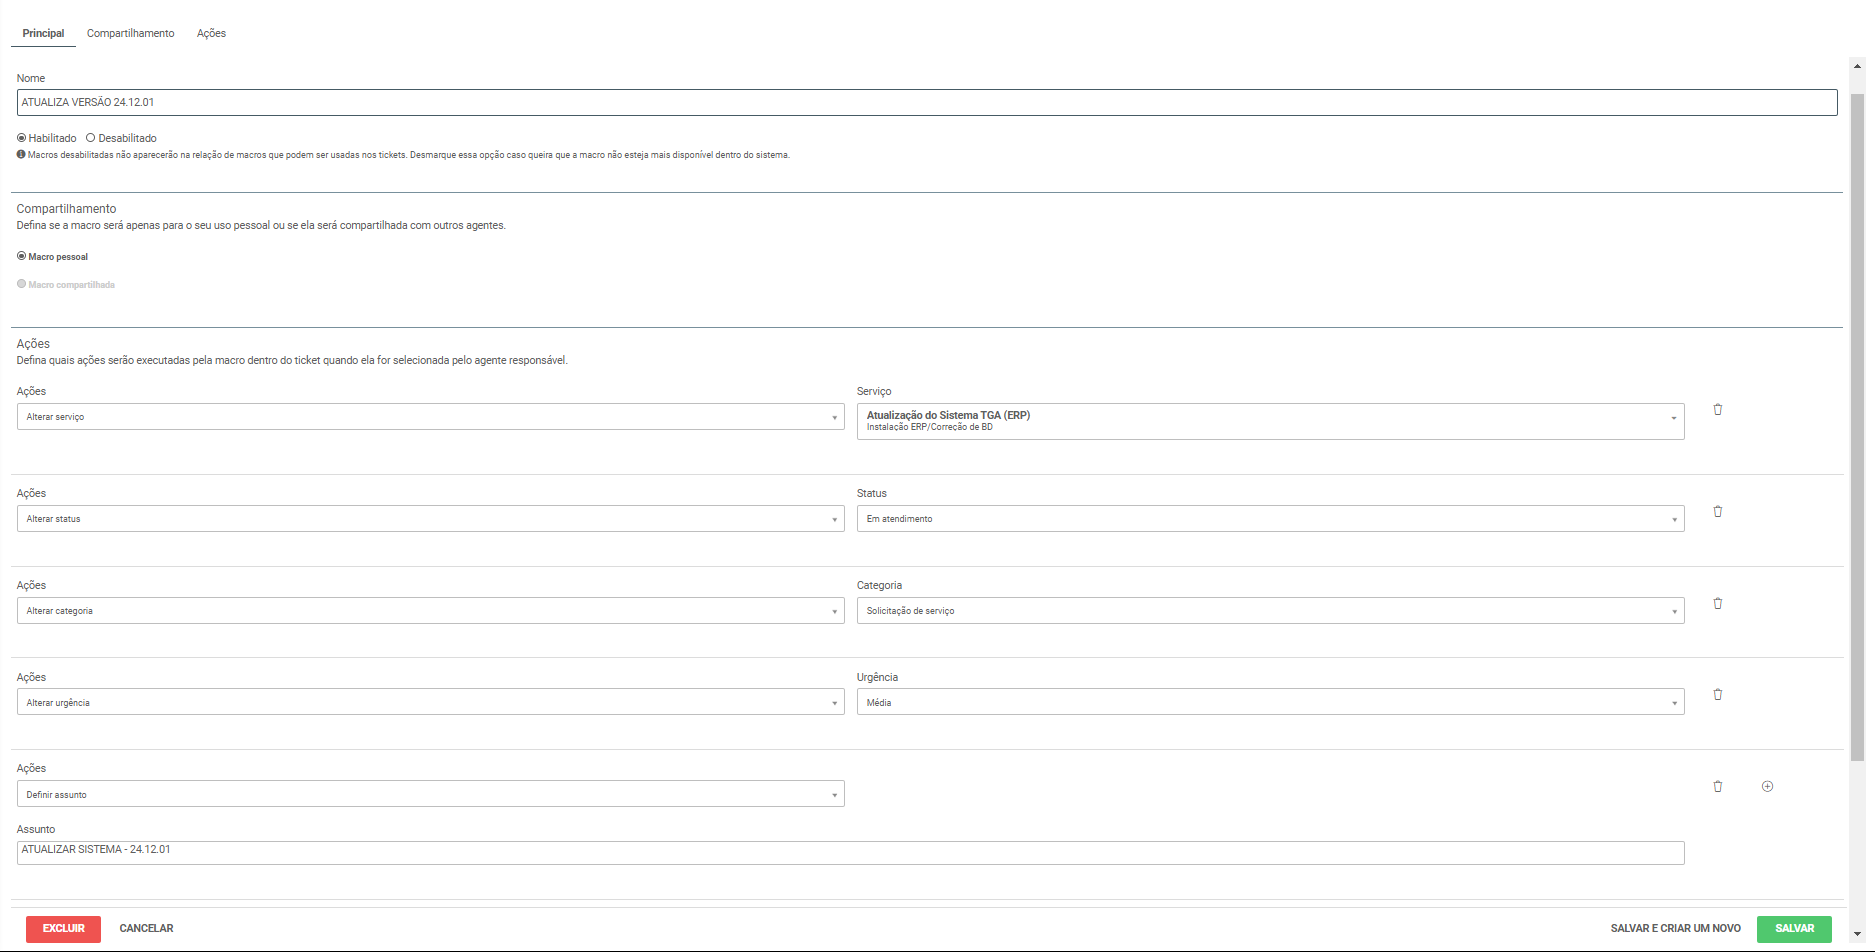 Principal Compartilhamento Ações
Nome
ATUALIZA VERSÃO 24.12.01
Habilitado Desabilitado
Macros desabilitadas não aparecerão na relação de macros que podem ser usadas nos tickets. Desmarque essa opção caso queira que a macro não esteja mais disponível dentro do sistema.
Compartilhamento
Defina se a macro será apenas para o seu uso pessoal ou se ela será compartilhada com outros agentes.
Macro pessoal
Macro compartilhada
Ações
Defina quais ações serão executadas pela macro dentro do ticket quando ela for selecionada pelo agente responsável.
Ações Serviço
Alterar serviço Atualização do Sistema TGA (ERP)
Instalação ERP/Correção de BD
Ações Status
Alterar status Em atendimento
Ações Categoria
Alterar categoria Solicitação de serviço
Ações Urgência
Alterar urgência Média
Ações
Definir assunto
Assunto
ATUALIZAR SISTEMA - 24.12.01
EXCLUIR CANCELAR SALVAR E CRIAR UM NOVO SALVAR